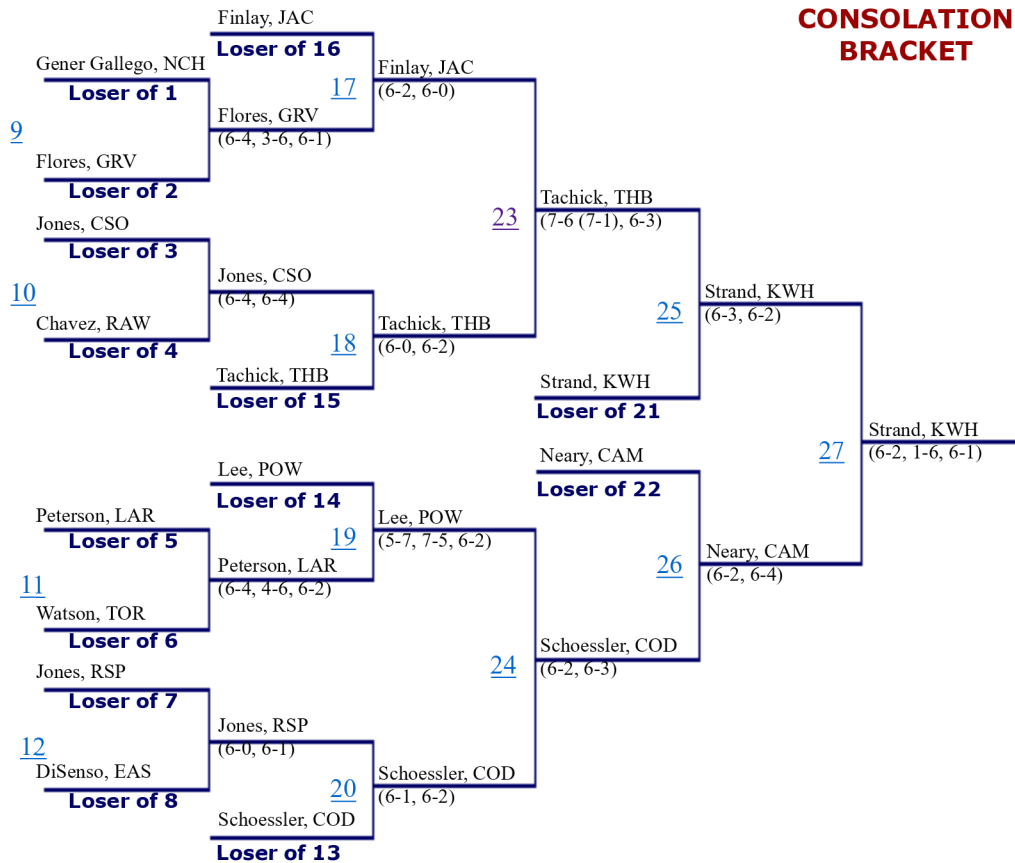 CONSOLATION
BRACKET
Finlay, JAC
Loser of 16
Gener Gallego, NCH
Loser of 1
17
Finlay, JAC
(6-2, 6-0)
9
Flores, GRV
(6-4, 3-6, 6-1)
Flores, GRV
Loser of 2
23
Tachick, THB
(7-6 (7-1), 6-3)
Jones, CSO
Loser of 3
10
Jones, CSO
(6-4, 6-4)
Chavez, RAW
Loser of 4
18
Tachick, THB
(6-0, 6-2)
Tachick, THB
Loser of 15
25
Strand, KWH
(6-3, 6-2)
Strand, KWH
Loser of 21
27
Strand, KWH
(6-2, 1-6, 6-1)
Neary, CAM
Loser of 22
Lee, POW
Loser of 14
Peterson, LAR
Loser of 5
19
Lee, POW
(5-7, 7-5, 6-2)
11
Peterson, LAR
(6-4, 4-6, 6-2)
26
Neary, CAM
(6-2, 6-4)
Watson, TOR
Loser of 6
24
Schoessler, COD
(6-2, 6-3)
Jones, RSP
Loser of 7
12
Jones, RSP
(6-0, 6-1)
DiSenso, EAS
Loser of 8
20
Schoessler, COD
(6-1, 6-2)
Schoessler, COD
Loser of 13